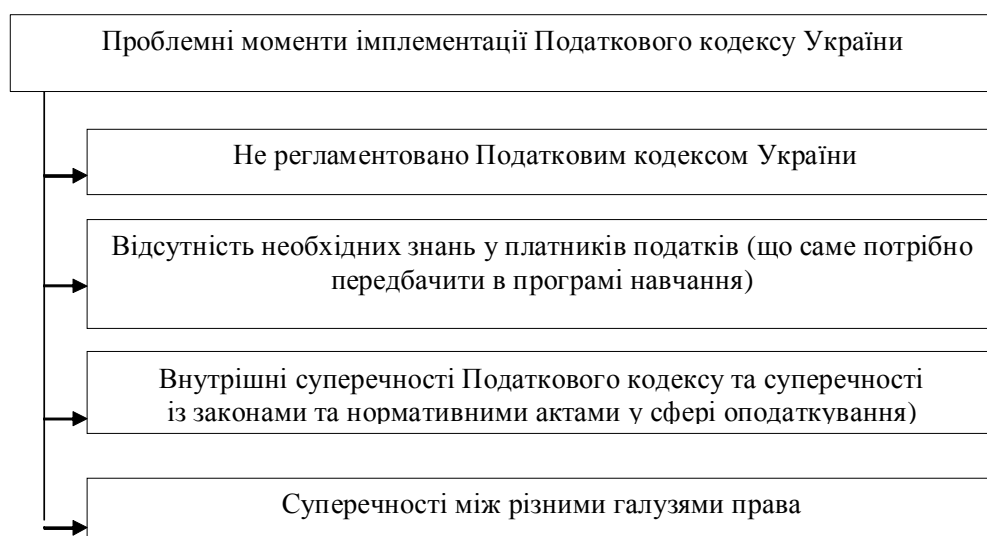 Проблемні моменти імплементації Податкового кодексу України
Не регламентовано Податковим кодексом України
Відсутність необхідних знань у платників податків (що саме потрібно
передбачити в програмі навчання)
Внутрішні суперечності Податкового кодексу та суперечності
із законами та нормативними актами у сфері оподаткування)
Суперечності між різними галузями права